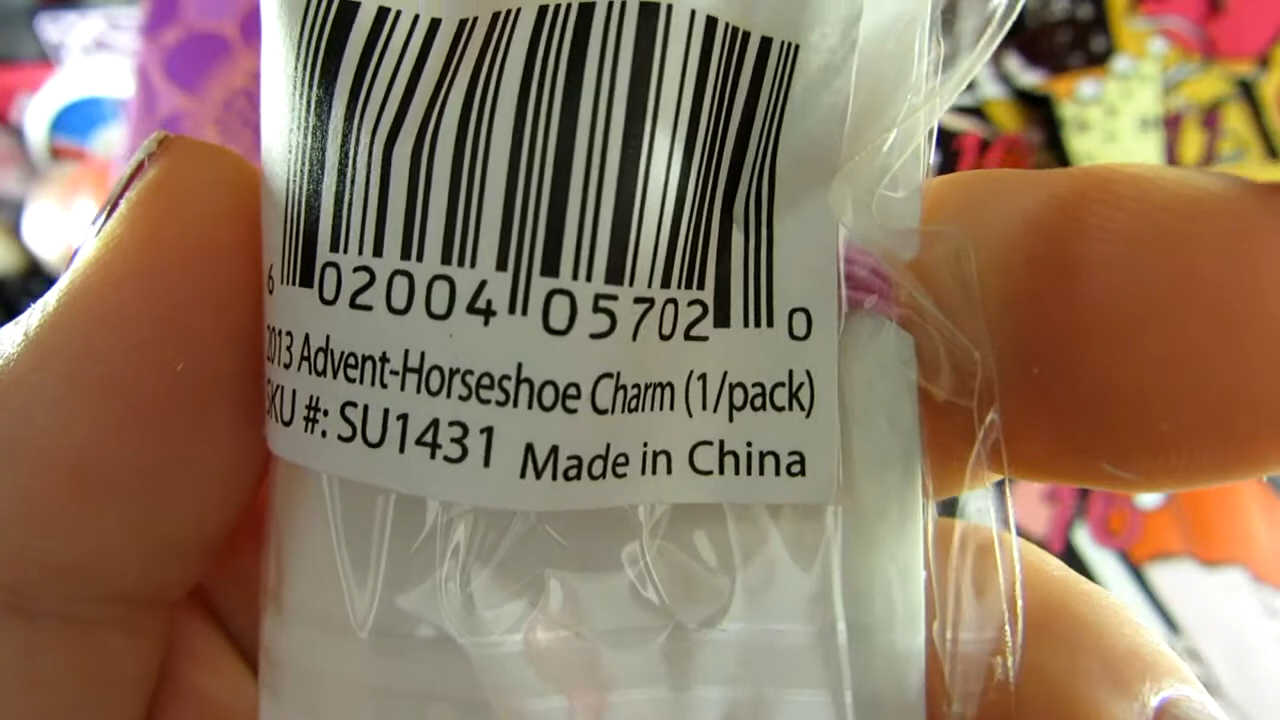 6 02004 05702 0
2013 Advent-Horseshoe Charm (1/pack)
SKU #: SU1431 Made in China